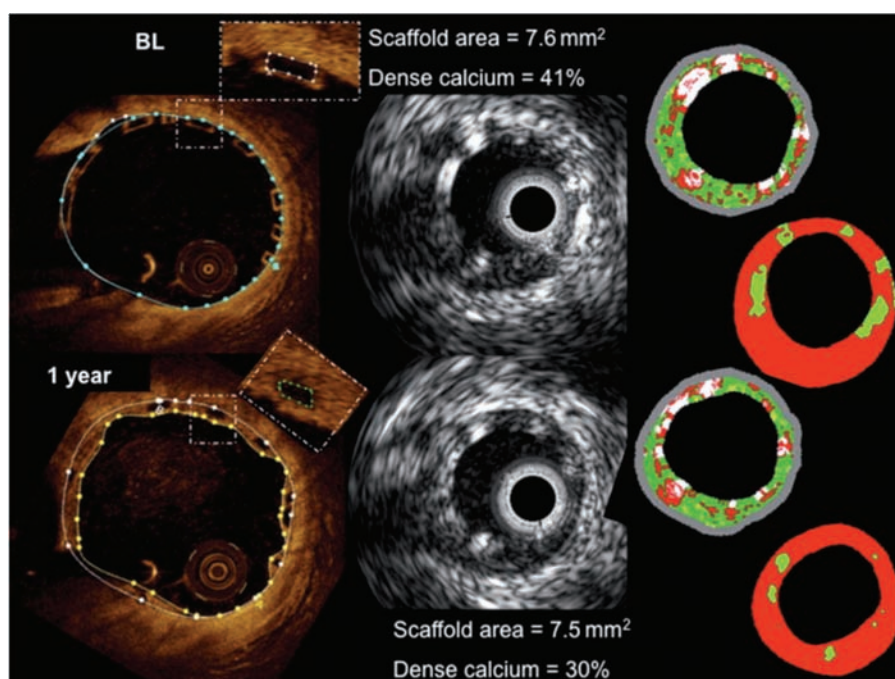 BL
Scaffold area = 7.6 mm²
Dense calcium = 41%
1 year
Scaffold area = 7.5 mm²
Dense calcium = 30%